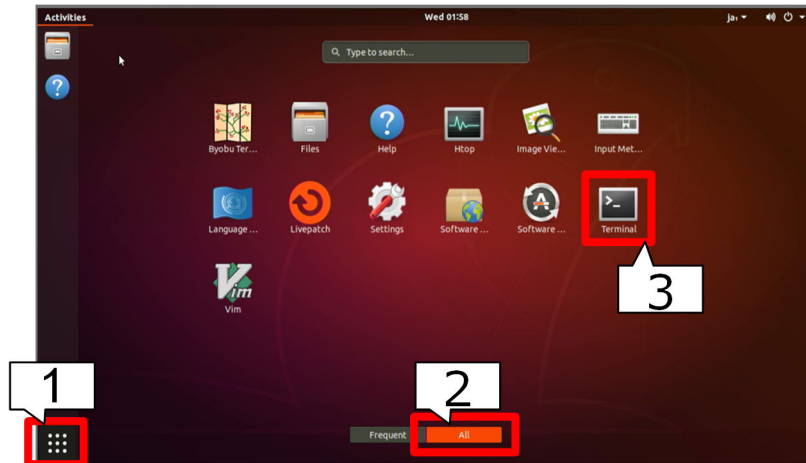 Activities
Wed 01:58
ja₁
Type to search...
Byobu Ter...
Files
Help
Htop
Image Vie...
Input Met...
Language ...
Livepatch
Settings
Software ...
Software ...
Terminal
3
Vim
1
2
Frequent
All